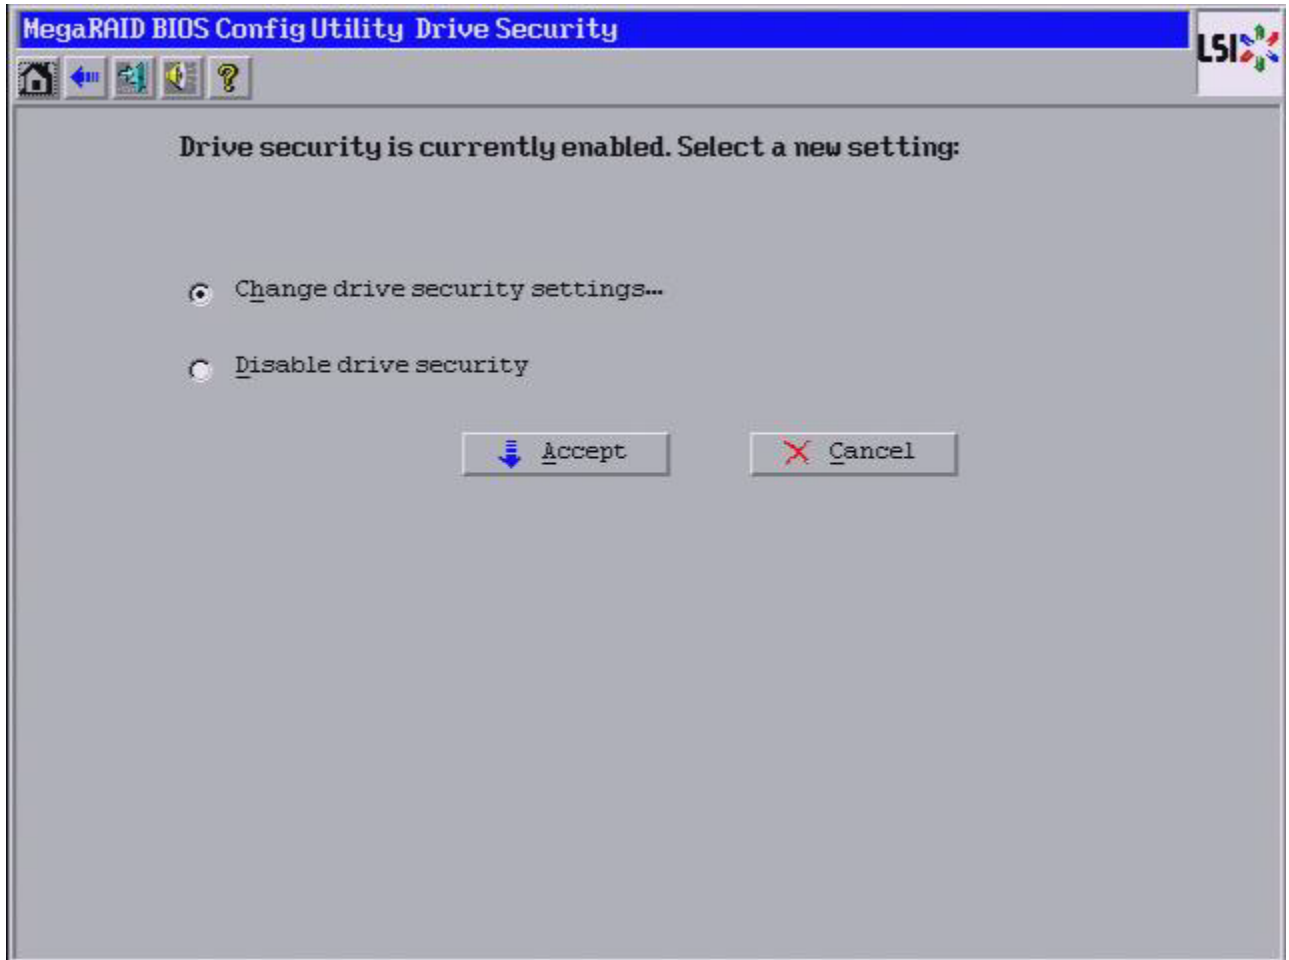 MegaRAID BIOS Config Utility Drive Security
LSI
?
Drive security is currently enabled. Select a new setting:
Change drive security settings...
Disable drive security
Accept
Cancel